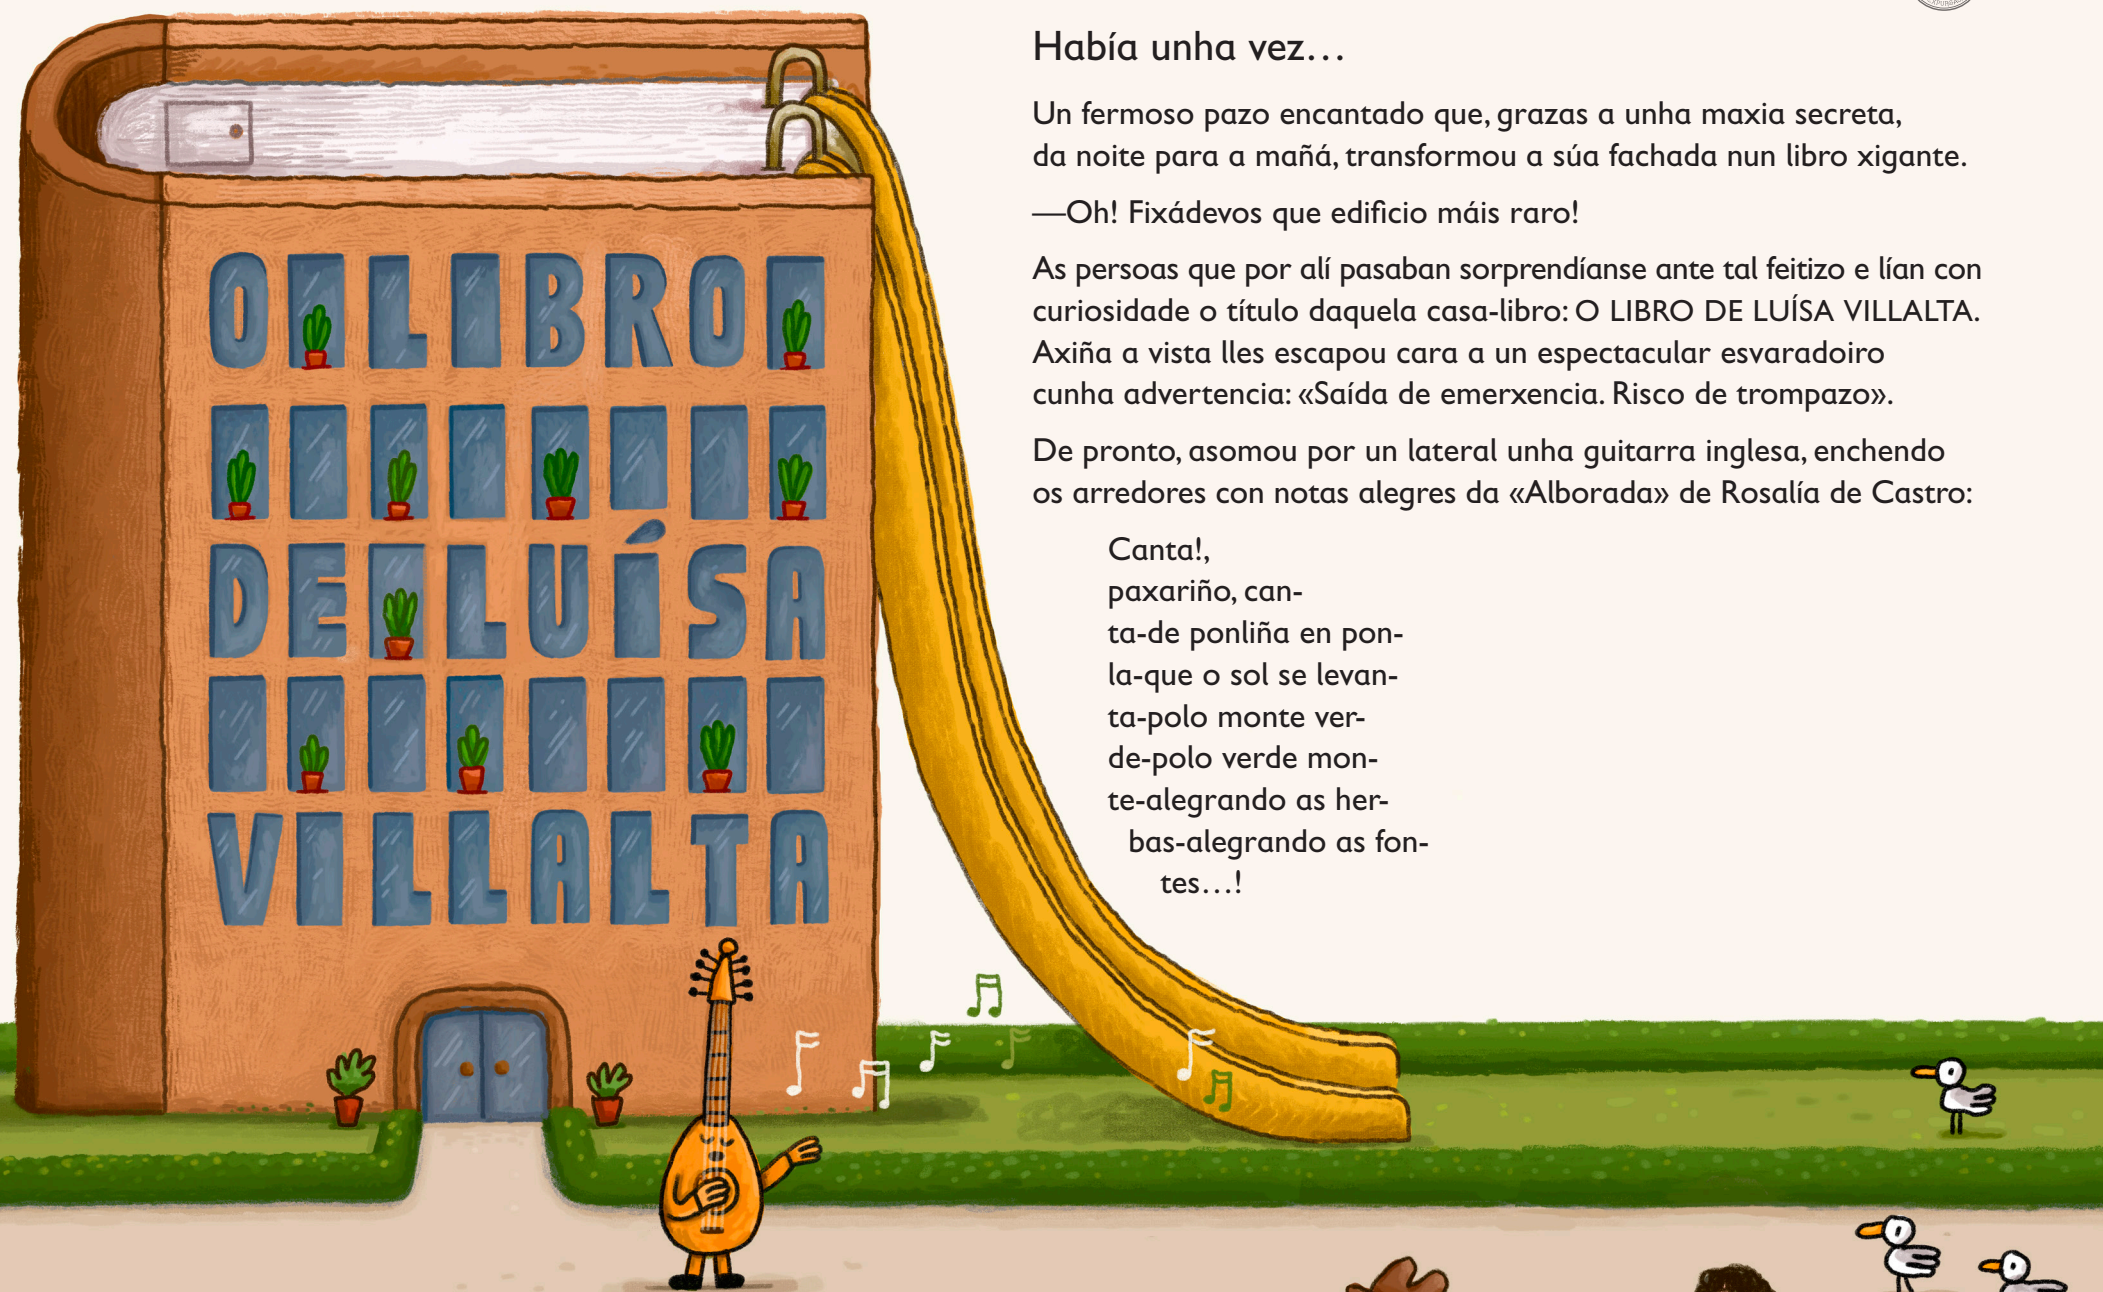 O LIBRO
DE LUÍSA
VILLALTA
Había unha vez…
Un fermoso pazo encantado que, grazas a unha maxia secreta,
da noite para a mañá, transformou a súa fachada nun libro xigante.
—Oh! Fixádevos que edificio máis raro!
As persoas que por alí pasaban sorprendíanse ante tal feitizo e lían con
curiosidade o título daquela casa-libro: O LIBRO DE LUÍSA VILLALTA.
Axiña a vista lles escapou cara a un espectacular esvaradoiro
cunha advertencia: «Saída de emerxencia. Risco de trompazo».
De pronto, asomou por un lateral unha guitarra inglesa, enchendo
os arredores con notas alegres da «Alborada» de Rosalía de Castro:
Canta!,
paxariño, can-
ta-de ponliña en pon-
la-que o sol se levan-
ta-polo monte ver-
de-polo verde mon-
te-alegrando as her-
bas-alegrando as fon-
tes…!